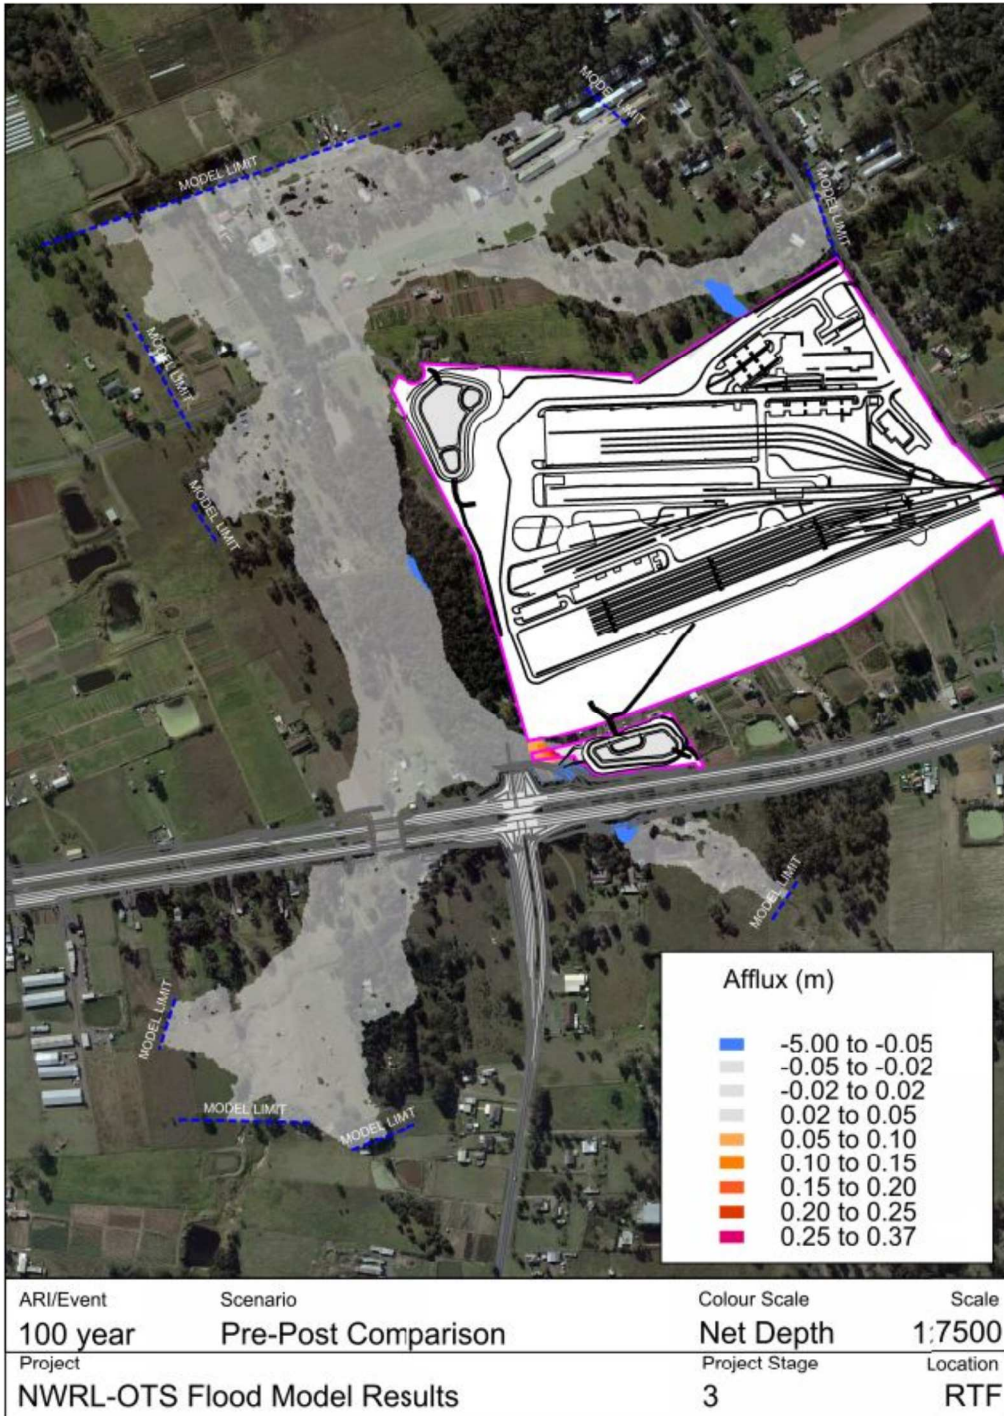 MODEL LIMIT
MODEL LIMIT
MODEL LIMIT
MODEL LIMIT
MODEL LIMIT
MODEL LIMIT
MODEL LIMIT
MODEL LIMIT
MODEL LIMIT
Afflux (m)
-5.00 to -0.05
-0.05 to -0.02
-0.02 to 0.02
0.02 to 0.05
0.05 to 0.10
0.10 to 0.15
0.15 to 0.20
0.20 to 0.25
0.25 to 0.37
ARI/Event Scenario Colour Scale Scale
100 year Pre-Post Comparison Net Depth 1:7500
Project Project Stage Location
NWRL-OTS Flood Model Results 3 RTF